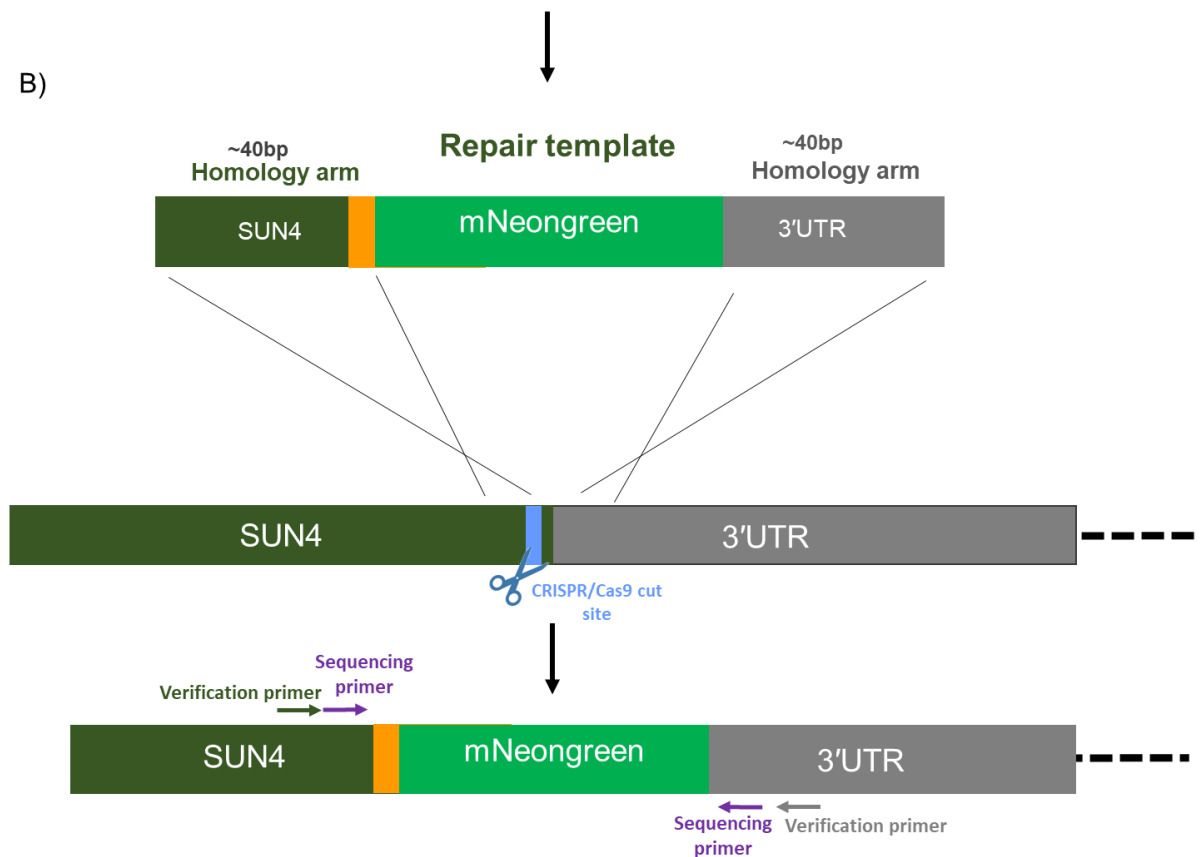 B)
Repair template
~40bp
Homology arm
~40bp
Homology arm
SUN4
mNeongreen
3′UTR
SUN4
3′UTR
CRISPR/Cas9 cut
site
Sequencing
primer
Verification primer
SUN4
mNeongreen
3′UTR
Sequencing
primer
Verification primer